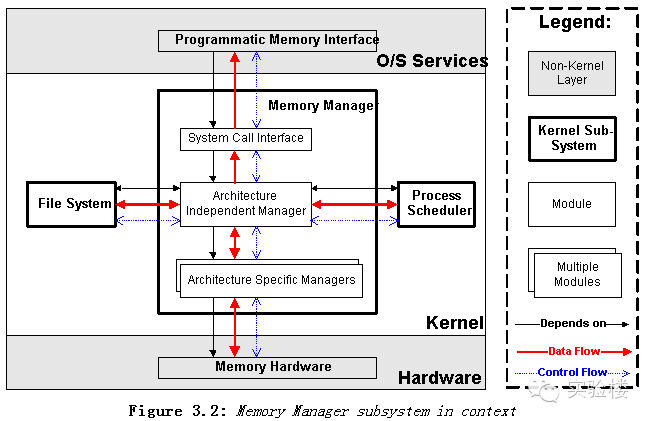 Programmatic Memory Interface
O/S Services
Memory Manager
System Call Interface
File System
Architecture
Independent Manager
Process
Scheduler
Architecture Specific Managers
Kernel
Memory Hardware
Hardware
Legend:
Non-Kernel
Layer
Kernel Sub-
System
Module
Multiple
Modules
Depends on
Data Flow
Control Flow
实验楼
Figure 3.2: Memory Manager subsystem in context